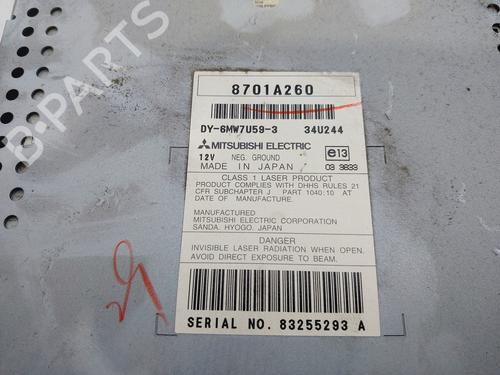 8701A260
DY-6MW7U59-3 34U244
MITSUBISHI ELECTRIC e13
12V NEG. GROUND
MADE IN JAPAN 03 3833
CLASS 1 LASER PRODUCT
PRODUCT COMPLIES WITH DHHS RULES 21
CFR SUBCHAPTER J PART 1040:10 AT
DATE OF MANUFACTURE.
MANUFACTURED
MITSUBISHI ELECTRIC CORPORATION
SANDA, HYOGO, JAPAN
DANGER
INVISIBLE LASER RADIATION WHEN OPEN.
AVOID DIRECT EXPOSURE TO BEAM.
SERIAL NO. 83255293 A
B-PARTS